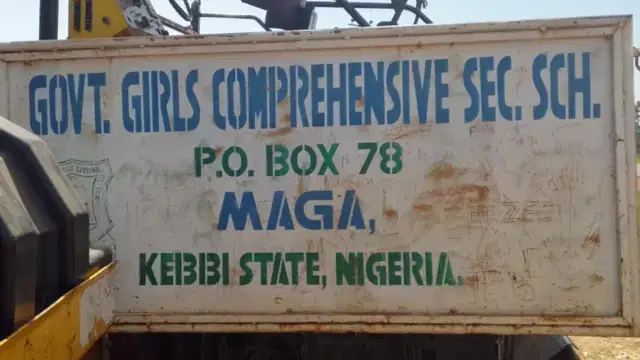 GOVT. GIRLS COMPREHENSIVE SEC. SCH.
P.O. BOX 78
MAGA,
KEBBI STATE, NIGERIA.